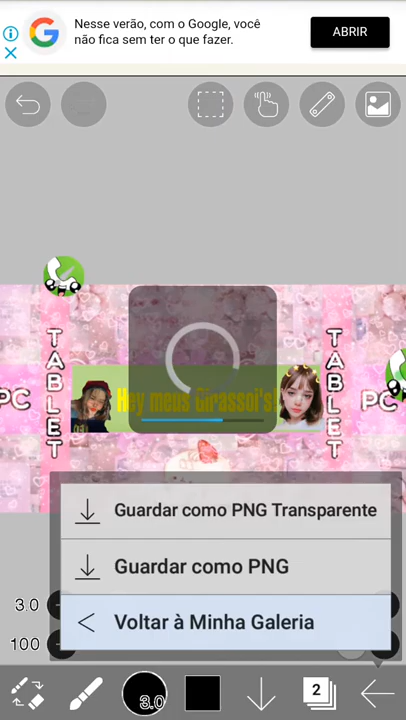 Nesse verão, com o Google, você
não fica sem ter o que fazer.
ABRIR
TABLET
TABLET
PC
PC
Hey meus Girassol's!
Guardar como PNG Transparente
Guardar como PNG
Voltar à Minha Galeria
3.0
100
3.0
2